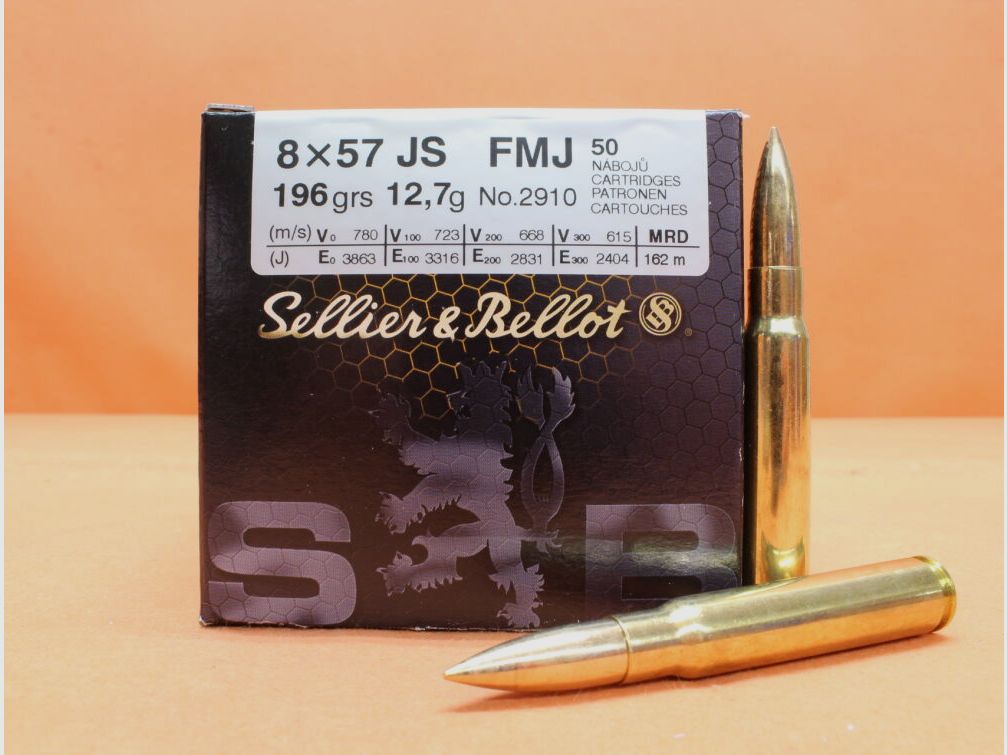 8×57 JS FMJ 50
NÁBOJŮ
CARTRIDGES
196 grs 12,7g No.2910 PATRONEN
CARTOUCHES
(m/s) V₀ 780 V₁₀₀ 723 V₂₀₀ 668 V₃₀₀ 615 MRD
(J) E₀ 3863 E₁₀₀ 3316 E₂₀₀ 2831 E₃₀₀ 2404 162 m
Sellier & Bellot SB®
S B